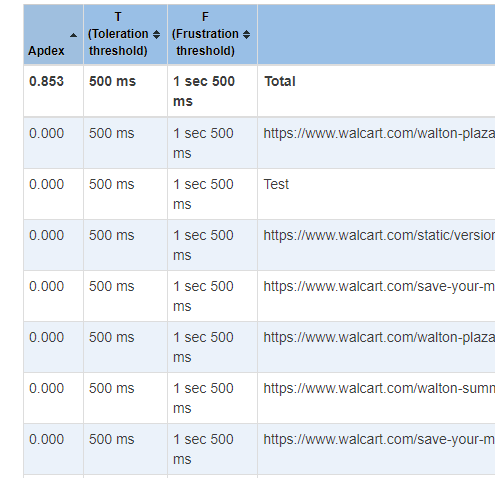 T
F
(Toleration
(Frustration
Apdex
threshold)
threshold)
0.853
500 ms
1 sec 500
ms
Total
0.000
500 ms
1 sec 500
ms
https://www.walcart.com/walton-plaza
0.000
500 ms
1 sec 500
ms
Test
0.000
500 ms
1 sec 500
ms
https://www.walcart.com/static/version
0.000
500 ms
1 sec 500
ms
https://www.walcart.com/save-your-m
0.000
500 ms
1 sec 500
ms
https://www.walcart.com/walton-plaza
0.000
500 ms
1 sec 500
ms
https://www.walcart.com/walton-summ
0.000
500 ms
1 sec 500
ms
https://www.walcart.com/save-your-m